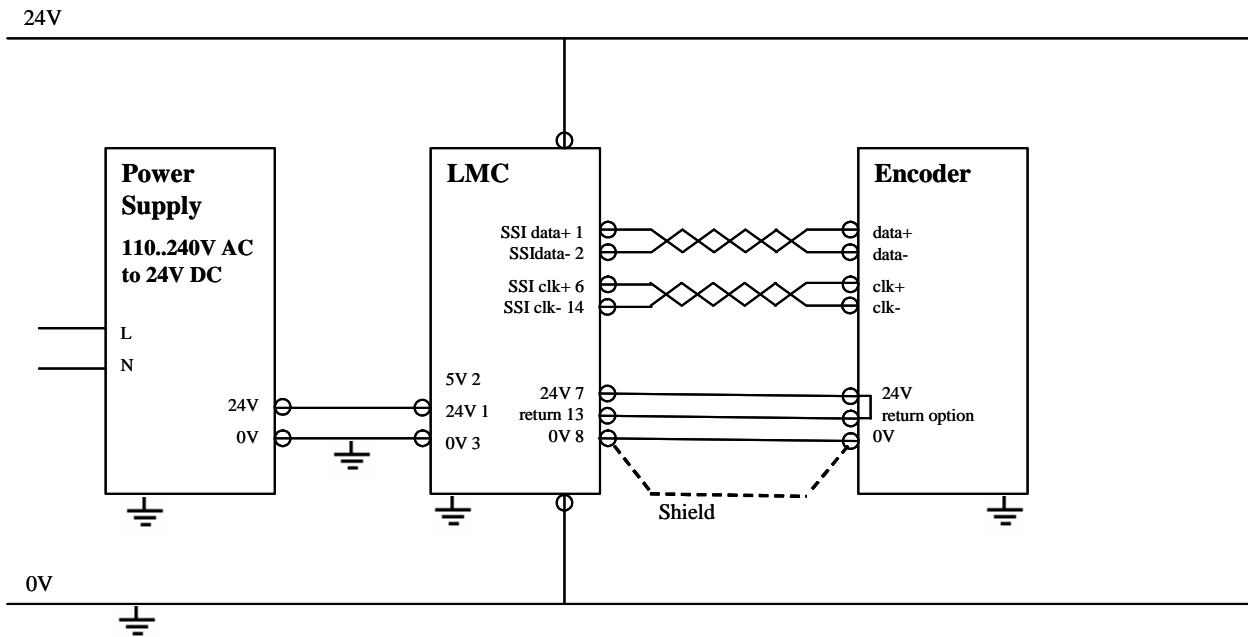 24V
Power
Supply
110..240V AC
to 24V DC
L
N
24V
0V
LMC
SSI data+ 1
SSIdata- 2
SSI clk+ 6
SSI clk- 14
5V 2
24V 1
0V 3
24V 7
return 13
0V 8
Encoder
data+
data-
clk+
clk-
24V
return option
0V
Shield
0V